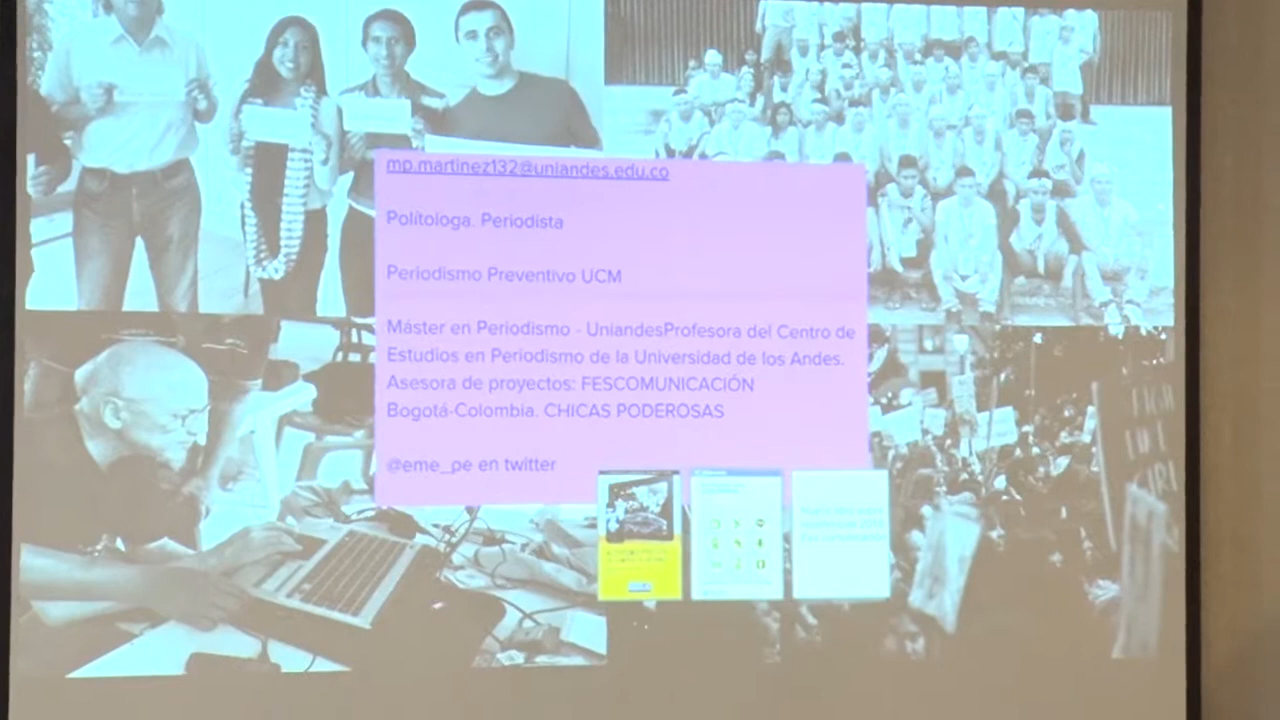 mp.martinez132@uniandes.edu.co
Polítologa. Periodista
Periodismo Preventivo UCM
Máster en Periodismo - UniandesProfesora del Centro de
Estudios en Periodismo de la Universidad de los Andes.
Asesora de proyectos: FESCOMUNICACIÓN
Bogotá-Colombia. CHICAS PODEROSAS
@eme_pe en twitter